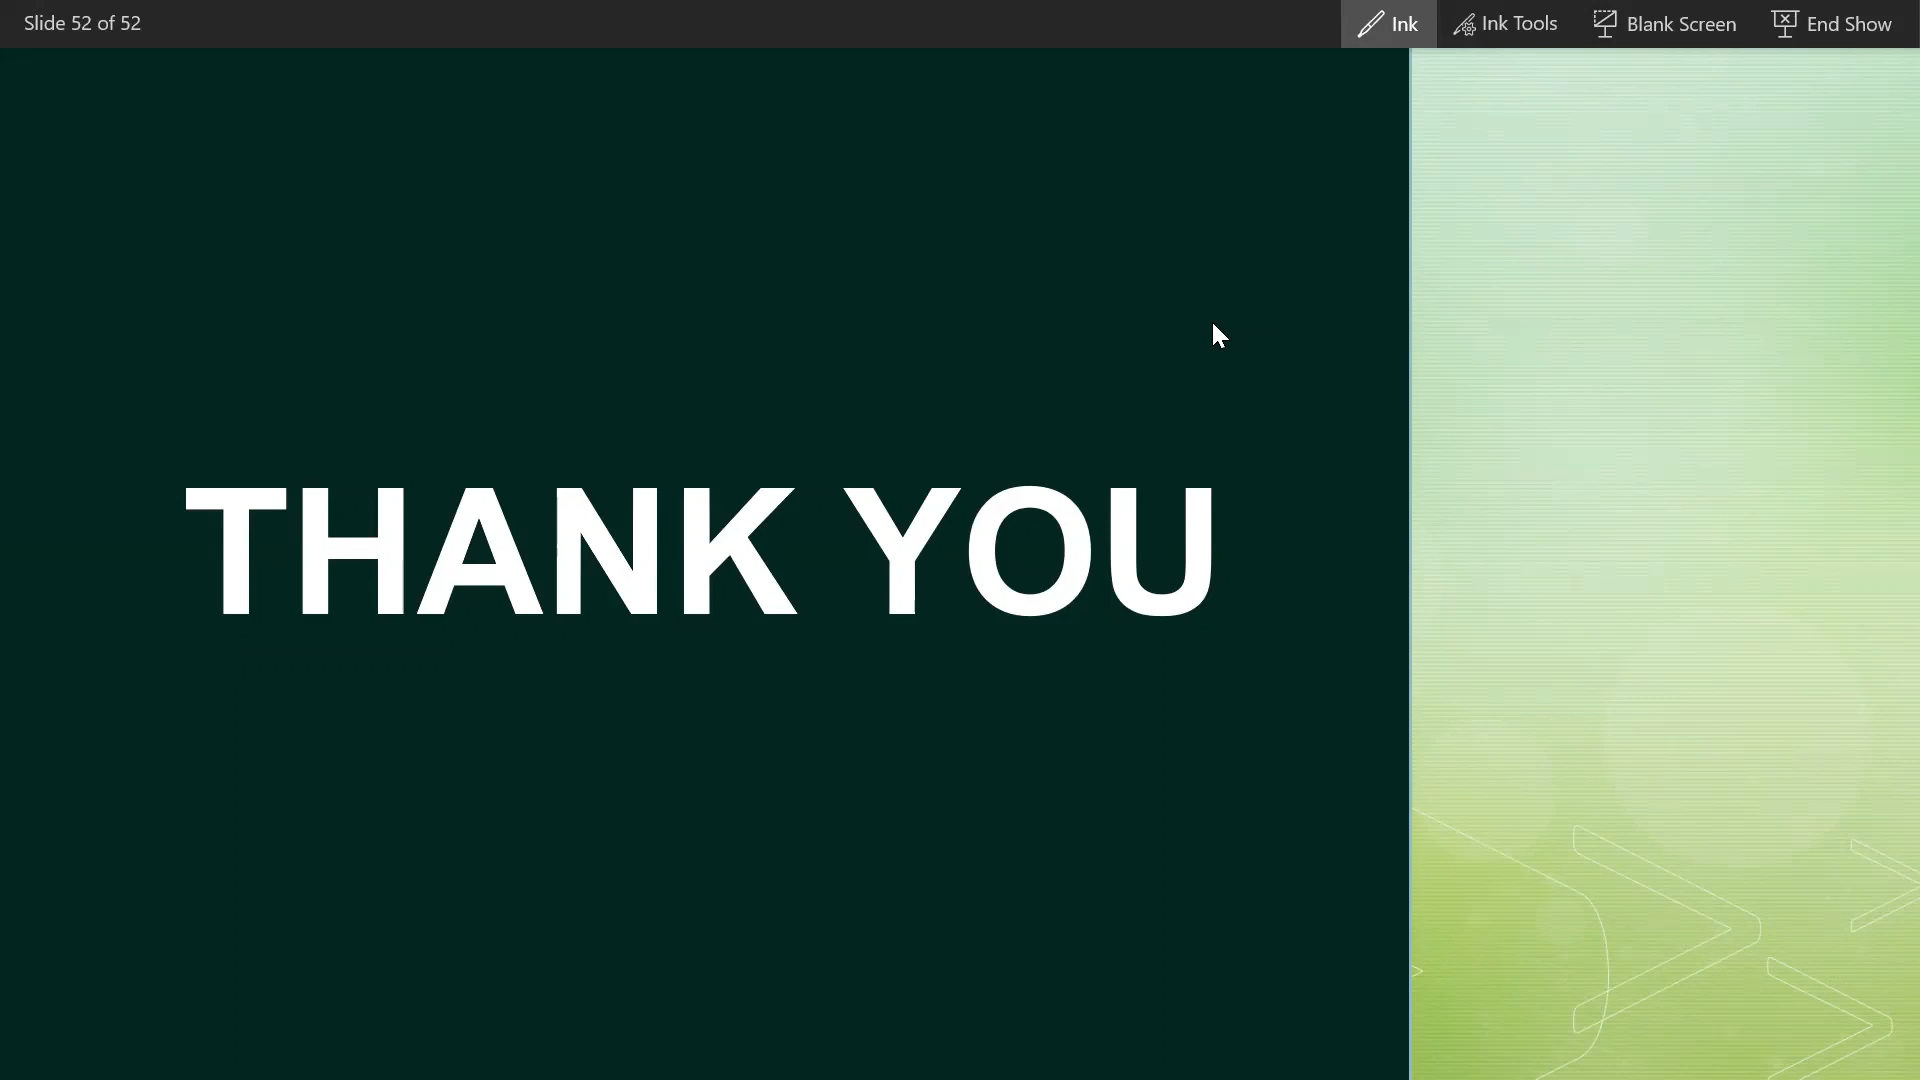 Slide 52 of 52
Ink
Ink Tools
Blank Screen
End Show
THANK YOU